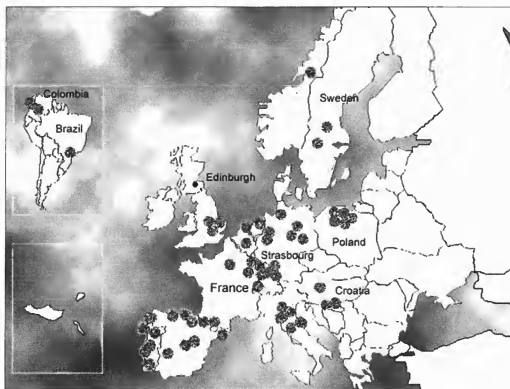 Colombia
Brazil
Sweden
Edinburgh
Poland
Strasbourg
France
Croatia